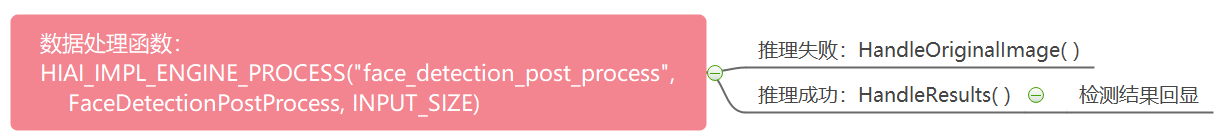 数据处理函数：
HIAI_IMPL_ENGINE_PROCESS("face_detection_post_process",
FaceDetectionPostProcess, INPUT_SIZE)
推理失败：HandleOriginalImage( )
推理成功：HandleResults( )
检测结果回显